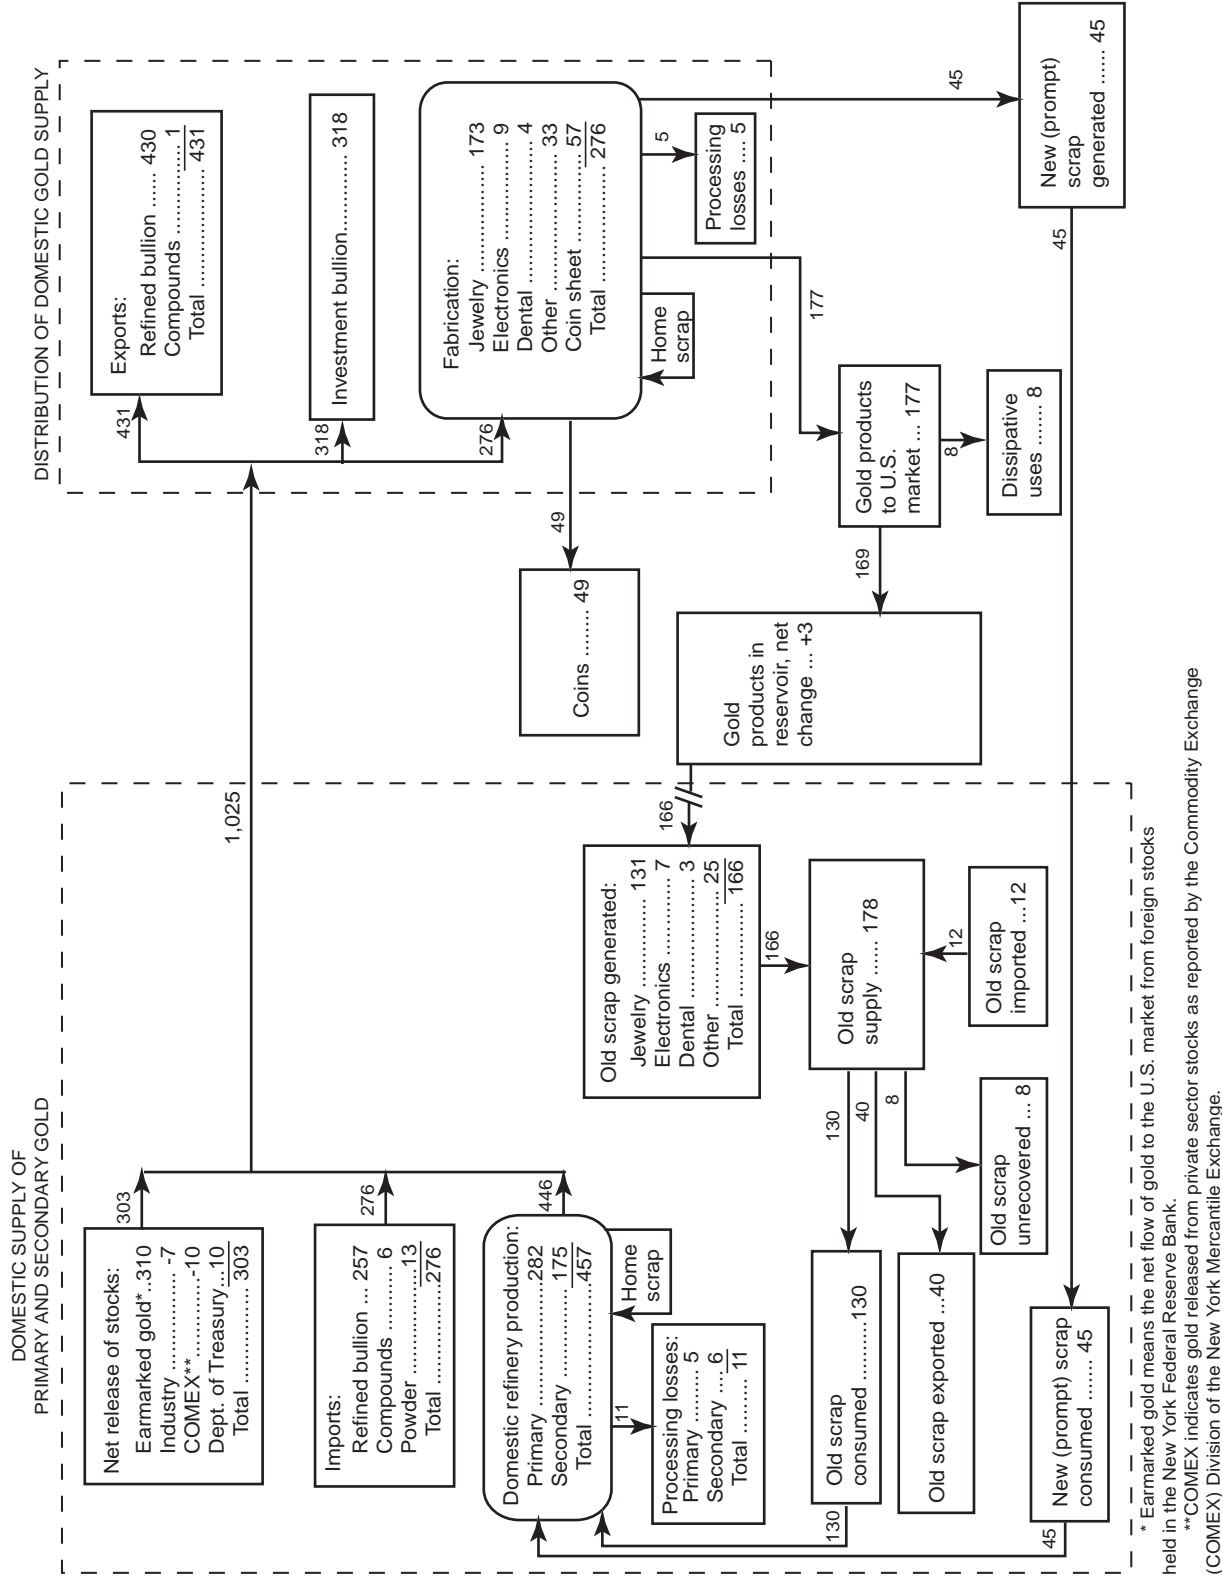 DOMESTIC SUPPLY OF
PRIMARY AND SECONDARY GOLD
Net release of stocks:
Earmarked gold*..310
Industry ................ -7
COMEX** ............-10
Dept. of Treasury...10
Total .................. 303
303
Imports:
Refined bullion ... 257
Compounds ........ 6
Powder ...............13
Total ...................276
276
Domestic refinery production:
Primary .....................282
Secondary ................175
Total .......................457
446
Home
scrap
11
Processing losses:
Primary .......... 5
Secondary .... 6
Total ......... 11
1,025
Old scrap generated:
Jewelry ................ 131
Electronics ............ 7
Dental ................... 3
Other ..................... 25
Total ................... 166
166
166
Old scrap
supply ...... 178
12
Old scrap
imported ...12
130
40
8
Old scrap
unrecovered ... 8
Old scrap
consumed ..........130
130
Old scrap exported ...40
New (prompt) scrap
consumed ..... 45
45
DISTRIBUTION OF DOMESTIC GOLD SUPPLY
431
Exports:
Refined bullion ...... 430
Compounds ............. 1
Total ..................... 431
318
Investment bullion............. 318
276
Fabrication:
Jewelry ................... 173
Electronics ................ 9
Dental ....................... 4
Other ....................... 33
Coin sheet ............... 57
Total ...................... 276
Home
scrap
5
Processing
losses .... 5
49
Coins ........ 49
177
Gold products
to U.S.
market ... 177
8
Dissipative
uses ....... 8
169
Gold
products in
reservoir, net
change ... +3
45
New (prompt)
scrap
generated ...... 45
45
* Earmarked gold means the net flow of gold to the U.S. market from foreign stocks
held in the New York Federal Reserve Bank.
**COMEX indicates gold released from private sector stocks as reported by the Commodity Exchange
(COMEX) Division of the New York Mercantile Exchange.